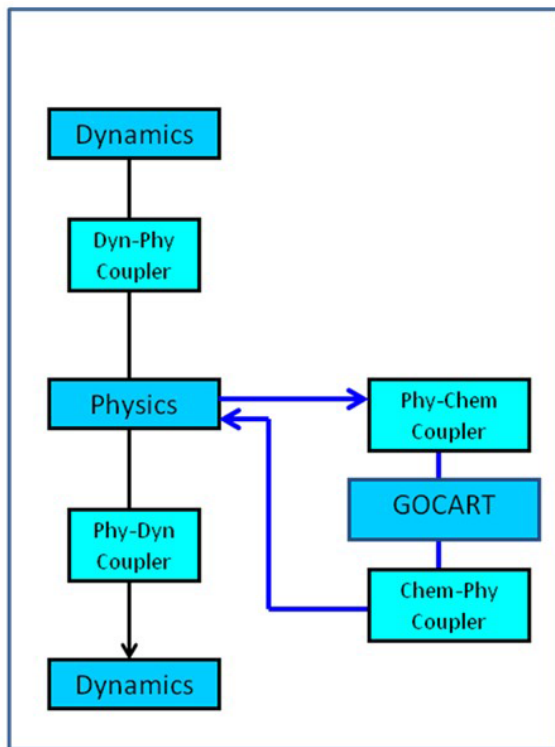 Dynamics
Dyn-Phy
Coupler
Physics
Phy-Chem
Coupler
GOCART
Phy-Dyn
Coupler
Chem-Phy
Coupler
Dynamics